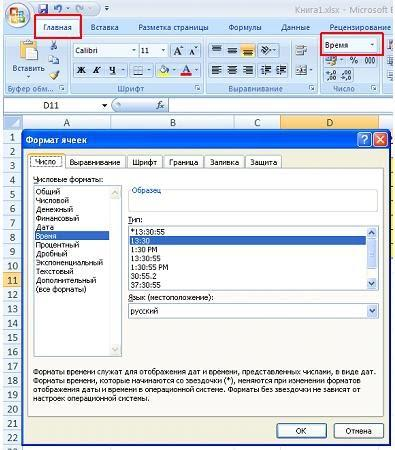 Книга1.xlsx - Microsoft E
Главная Вставка Разметка страницы Формулы Данные Рецензирование
Calibri 11 Время
Вставить Ж К Ч % 000
Буфер обм... Шрифт Выравнивание Число
D11 fx
A B C D
1
2
3
4
5
6
7
8
9
10
11
12
13
14
15
16
17
18
19
20
21
22
Формат ячеек
Число Выравнивание Шрифт Граница Заливка Защита
Числовые форматы:
Общий
Числовой
Денежный
Финансовый
Дата
Время
Процентный
Дробный
Экспоненциальный
Текстовый
Дополнительный
(все форматы)
Образец
Тип:
*13:30:55
13:30
1:30 PM
13:30:55
1:30:55 PM
30:55.2
37:30:55
Язык (местоположение):
русский
Форматы времени служат для отображения дат и времени, представленных числами, в виде дат.
Форматы времени, которые начинаются со звездочки (*), меняются при изменении форматов
отображения даты и времени в операционной системе. Форматы без звездочки не зависят от
настроек операционной системы.
ОК Отмена